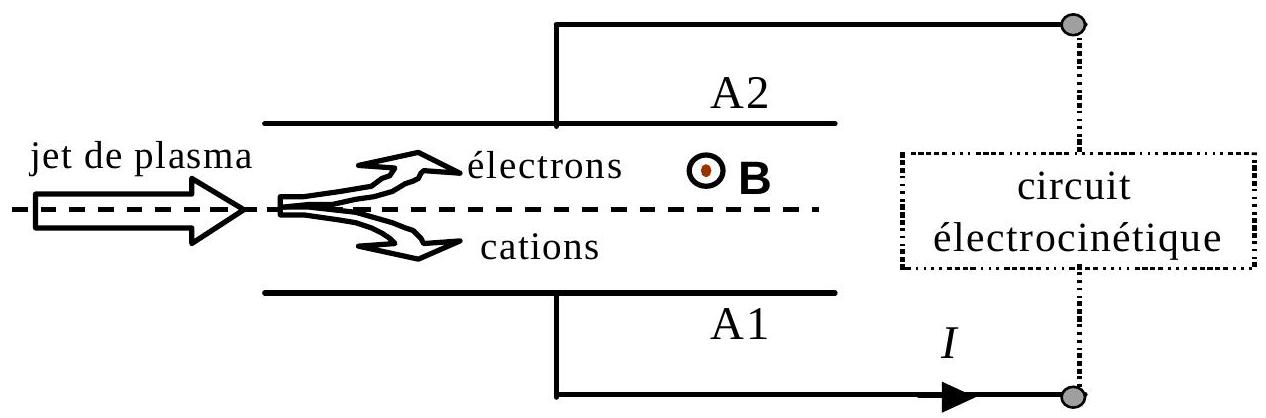 A2
jet de plasma
électrons
B
circuit
électrocinétique
cations
A1
I